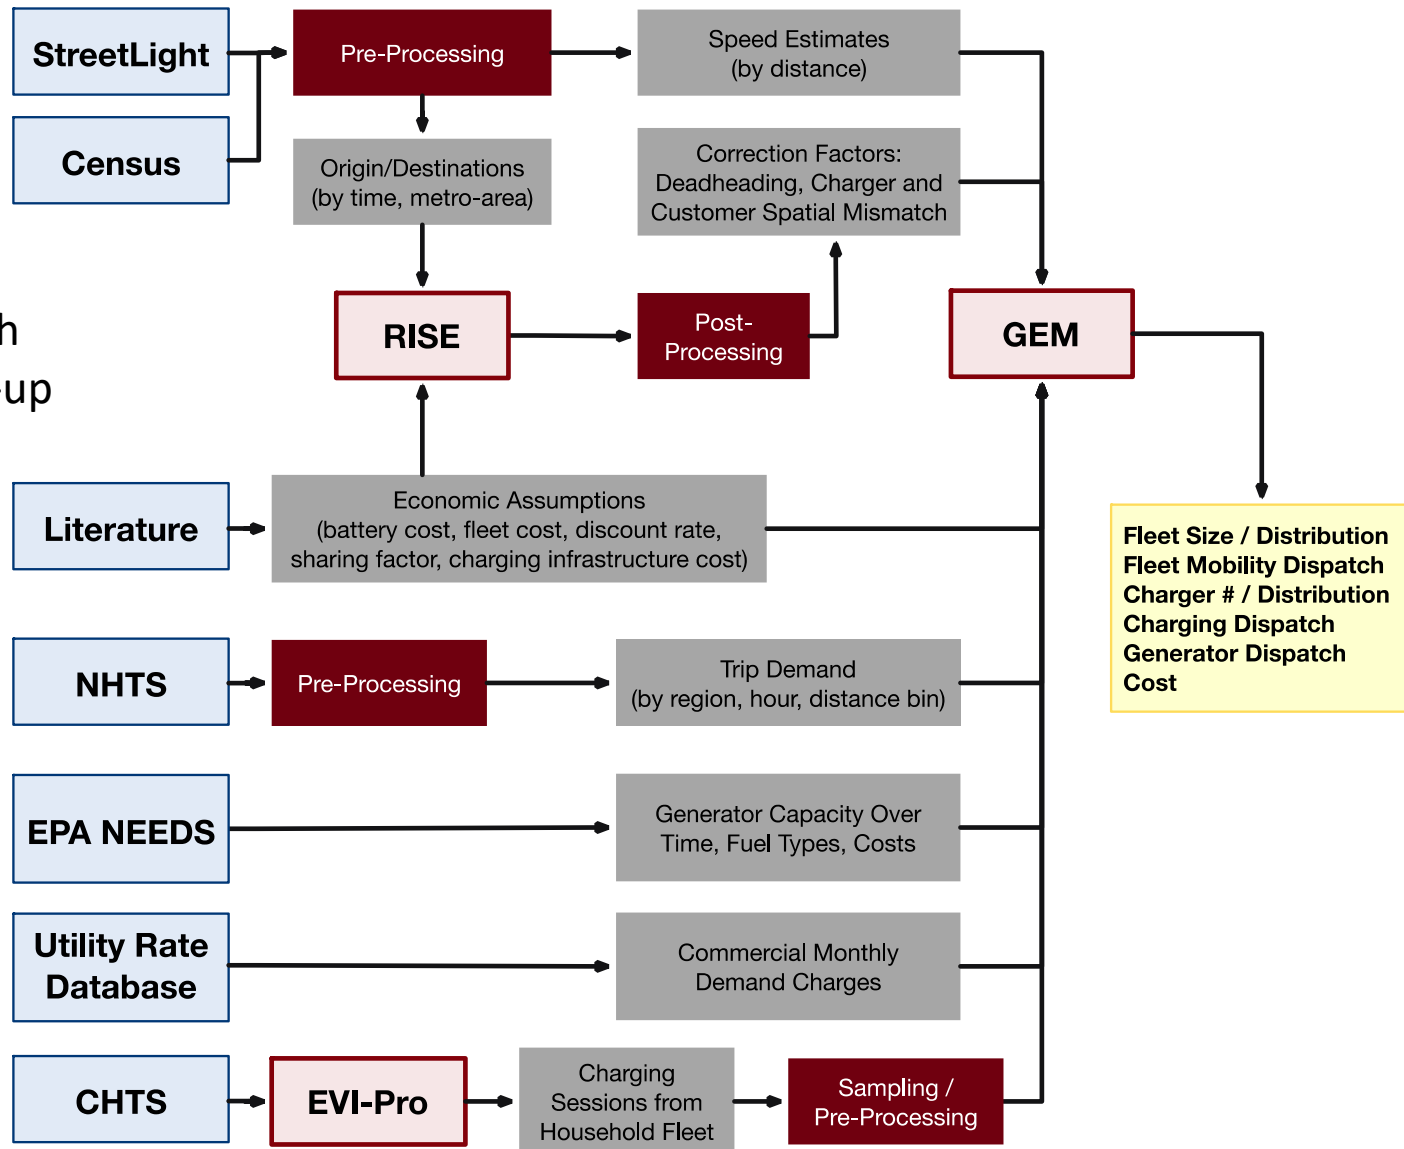 StreetLight
Pre-Processing
Speed Estimates
(by distance)
Census
Origin/Destinations
(by time, metro-area)
Correction Factors:
Deadheading, Charger and
Customer Spatial Mismatch
h
-up
RISE
Post-
Processing
GEM
Literature
Economic Assumptions
(battery cost, fleet cost, discount rate,
sharing factor, charging infrastructure cost)
Fleet Size / Distribution
Fleet Mobility Dispatch
Charger # / Distribution
Charging Dispatch
Generator Dispatch
Cost
NHTS
Pre-Processing
Trip Demand
(by region, hour, distance bin)
EPA NEEDS
Generator Capacity Over
Time, Fuel Types, Costs
Utility Rate
Database
Commercial Monthly
Demand Charges
CHTS
EVI-Pro
Charging
Sessions from
Household Fleet
Sampling /
Pre-Processing